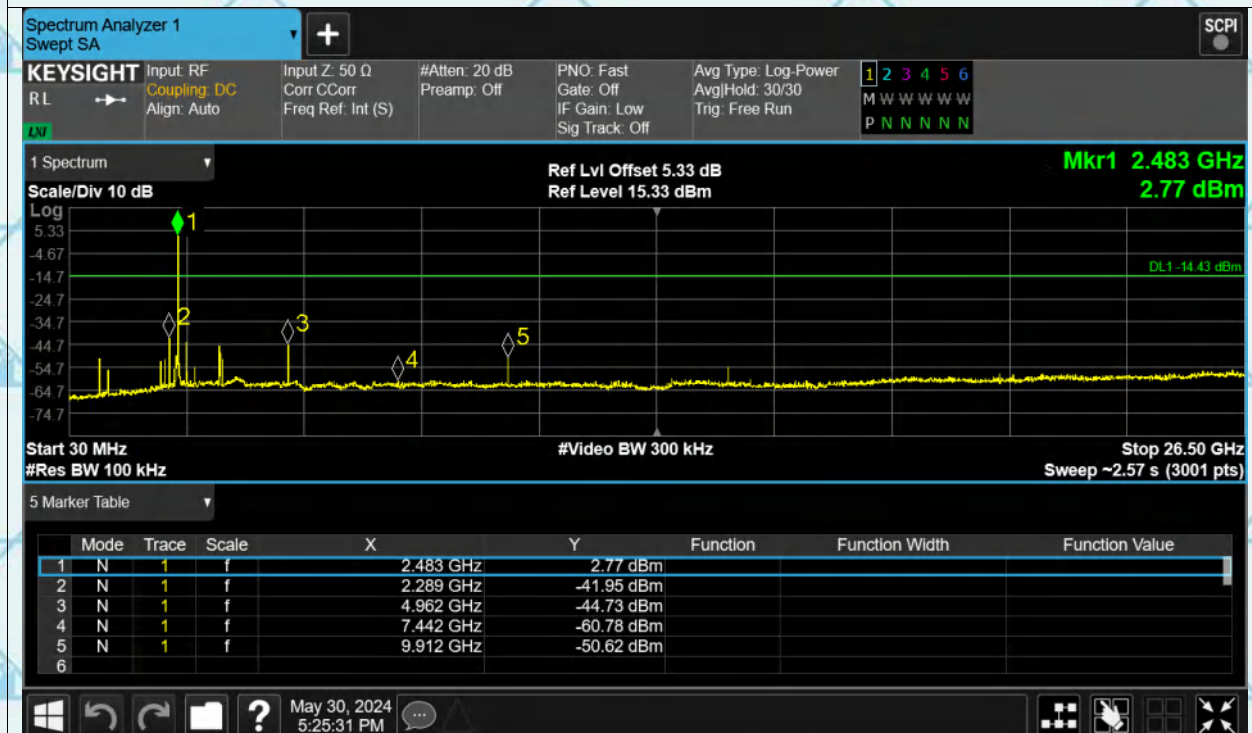 Spectrum Analyzer 1
Swept SA
+
SCPI
KEYSIGHT Input: RF Input Z: 50 Ω #Atten: 20 dB PNO: Fast Avg Type: Log-Power 1 2 3 4 5 6
RL Coupling: DC Corr CCorr Preamp: Off Gate: Off Avg|Hold: 30/30 M W W W W W
Align: Auto Freq Ref: Int (S) IF Gain: Low Trig: Free Run P N N N N N
LXI Sig Track: Off
1 Spectrum Ref Lvl Offset 5.33 dB Mkr1 2.483 GHz
Scale/Div 10 dB Ref Level 15.33 dBm 2.77 dBm
Log
1
5.33
-4.67
DL1 -14.43 dBm
-14.7
-24.7
2
3
-34.7
5
-44.7
4
-54.7
-64.7
-74.7
Start 30 MHz #Video BW 300 kHz Stop 26.50 GHz
#Res BW 100 kHz Sweep ~2.57 s (3001 pts)
5 Marker Table
Mode Trace Scale X Y Function Function Width Function Value
1 N 1 f 2.483 GHz 2.77 dBm
2 N 1 f 2.289 GHz -41.95 dBm
3 N 1 f 4.962 GHz -44.73 dBm
4 N 1 f 7.442 GHz -60.78 dBm
5 N 1 f 9.912 GHz -50.62 dBm
6
? May 30, 2024
5:25:31 PM